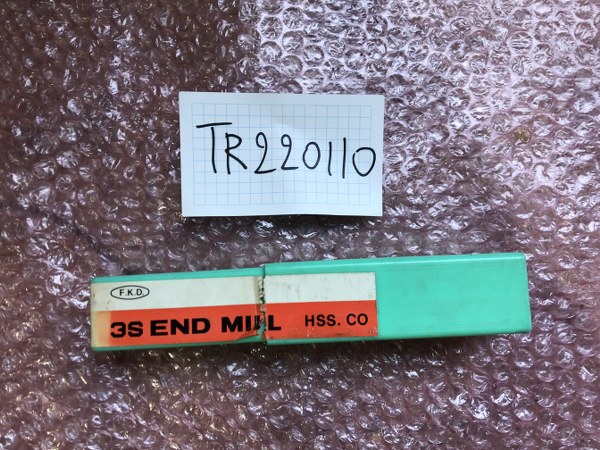 TR220110
F.K.D.
3S END MILL HSS. CO